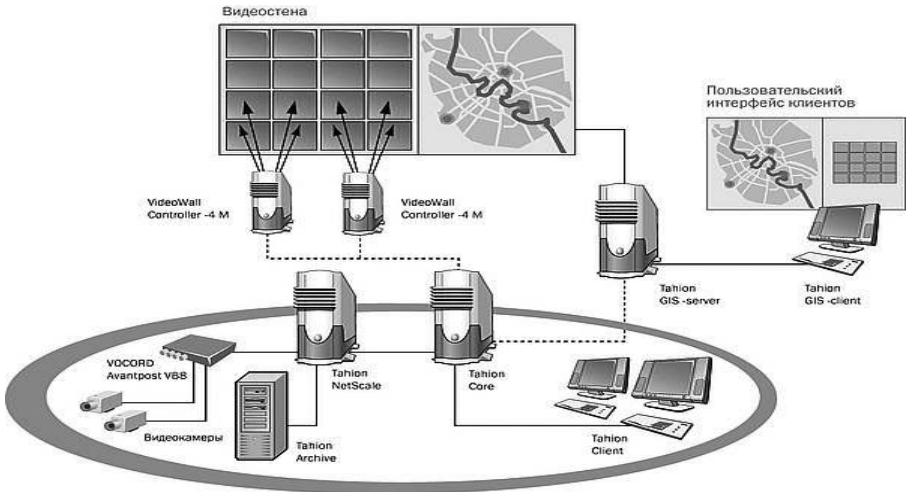 Видеостена
Пользовательский
интерфейс клиентов
VideoWall
Controller -4 M
VideoWall
Controller -4 M
Tahion
GIS -server
Tahion
GIS -client
VOCORD
Avantpost V88
Tahion
NetScale
Tahion
Core
Видеокамеры
Tahion
Archive
Tahion
Client